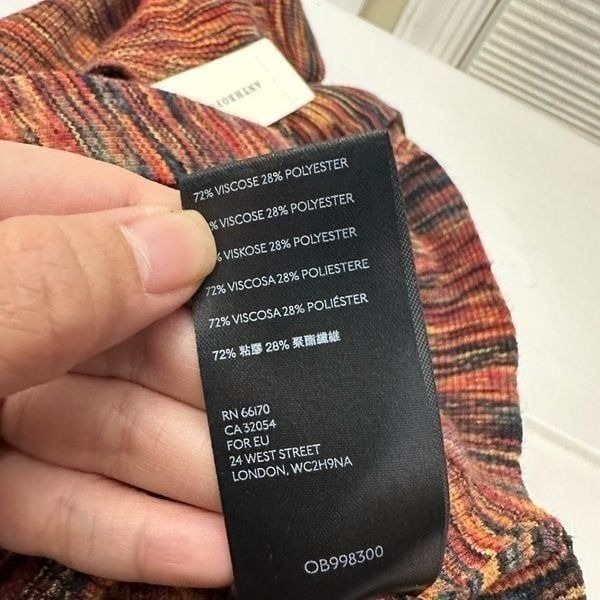 ANTHROPO
72% VISCOSE 28% POLYESTER
% VISCOSE 28% POLYESTER
% VISKOSE 28% POLYESTER
72% VISCOSA 28% POLIESTERE
72% VISCOSA 28% POLIÉSTER
72% 粘膠 28% 聚酯纖維
RN 66170
CA 32054
FOR EU
24 WEST STREET
LONDON, WC2H9NA
OB998300